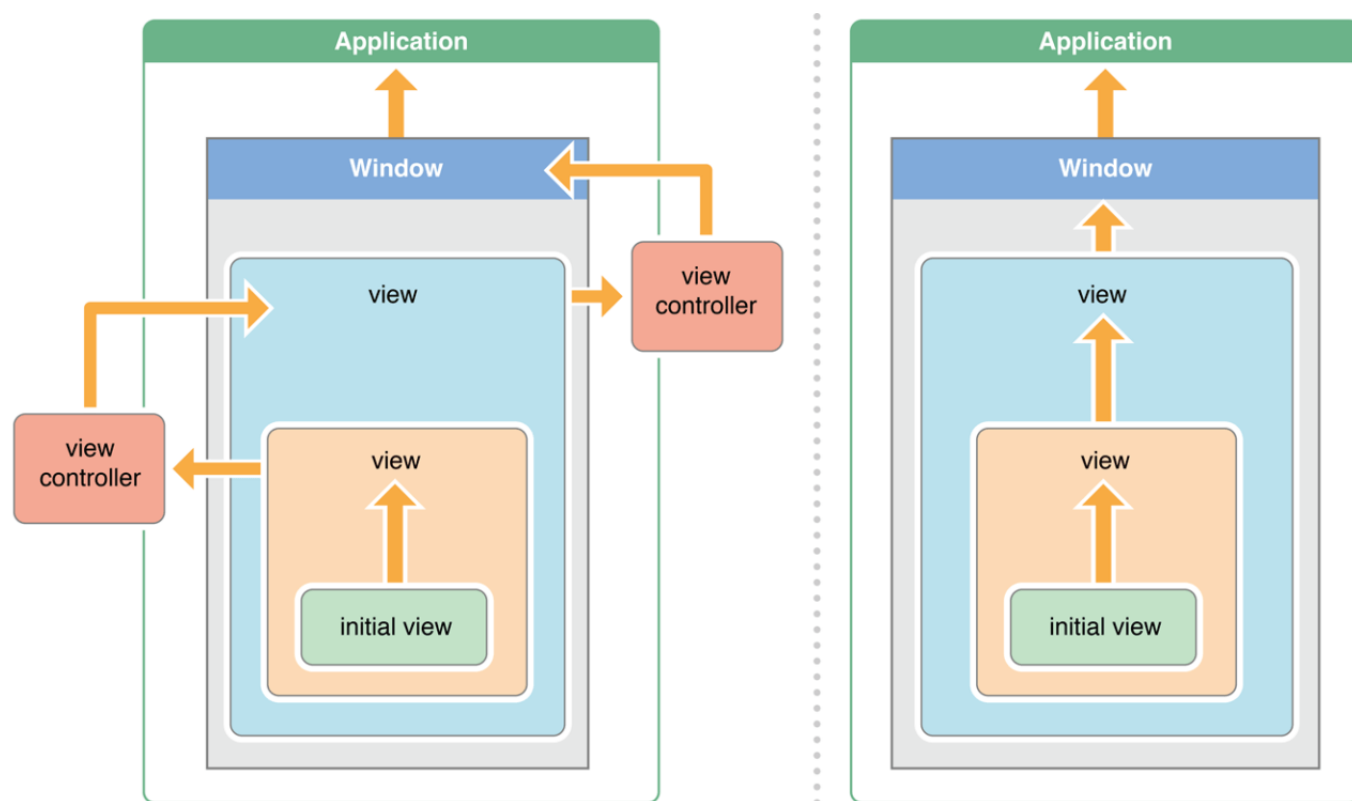 Application
Window
view
controller
view
view
controller
view
initial view
Application
Window
view
view
initial view